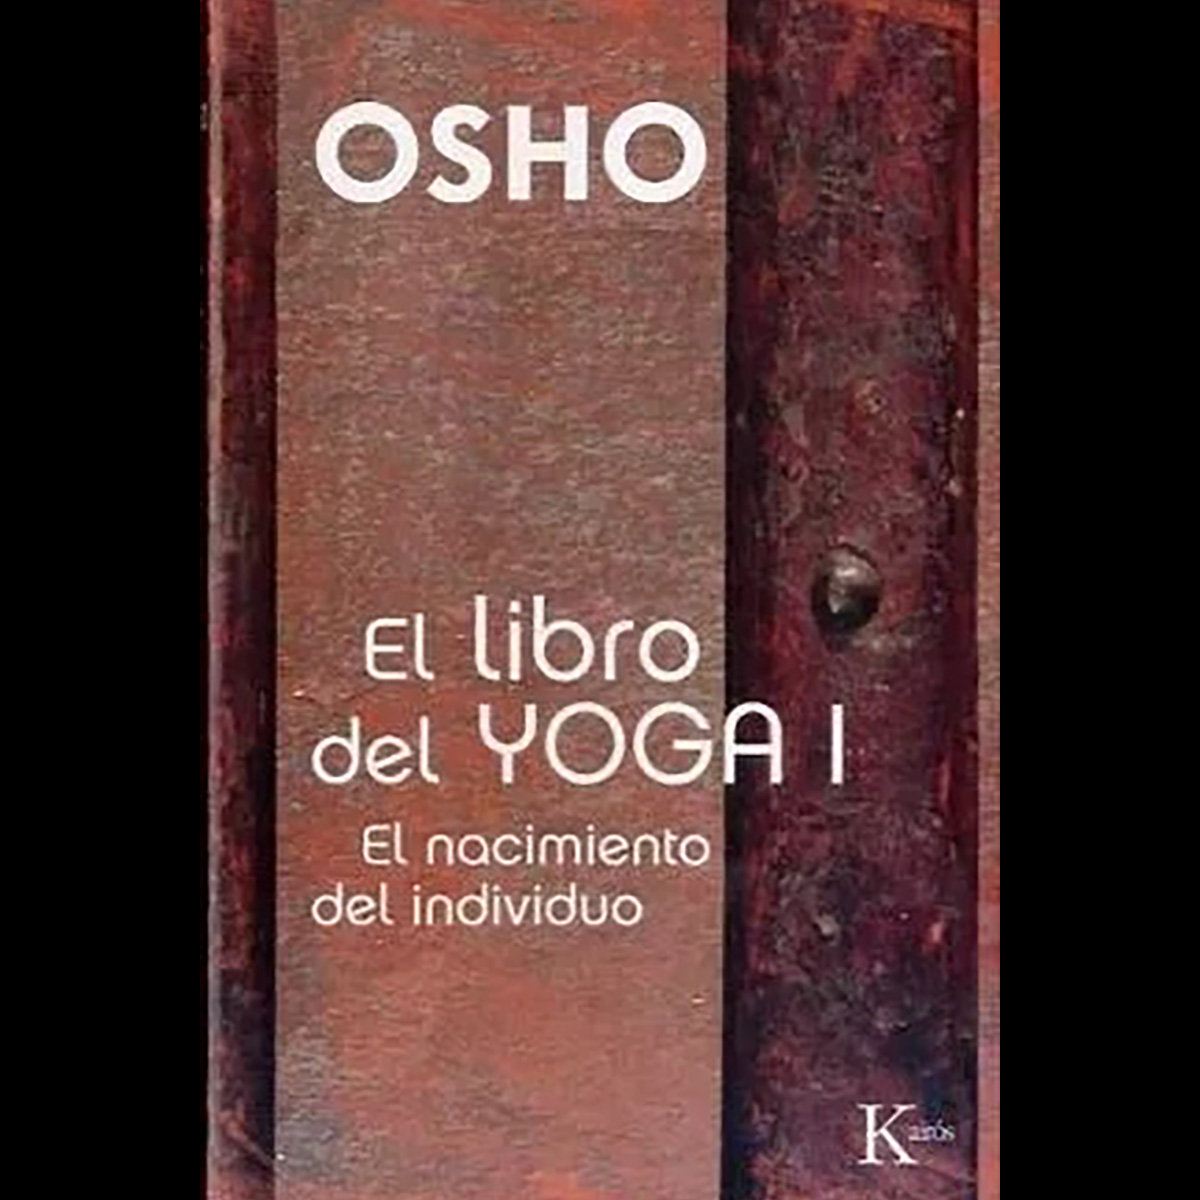 OSHO
El libro
del YOGA I
El nacimiento
del individuo
Kairós